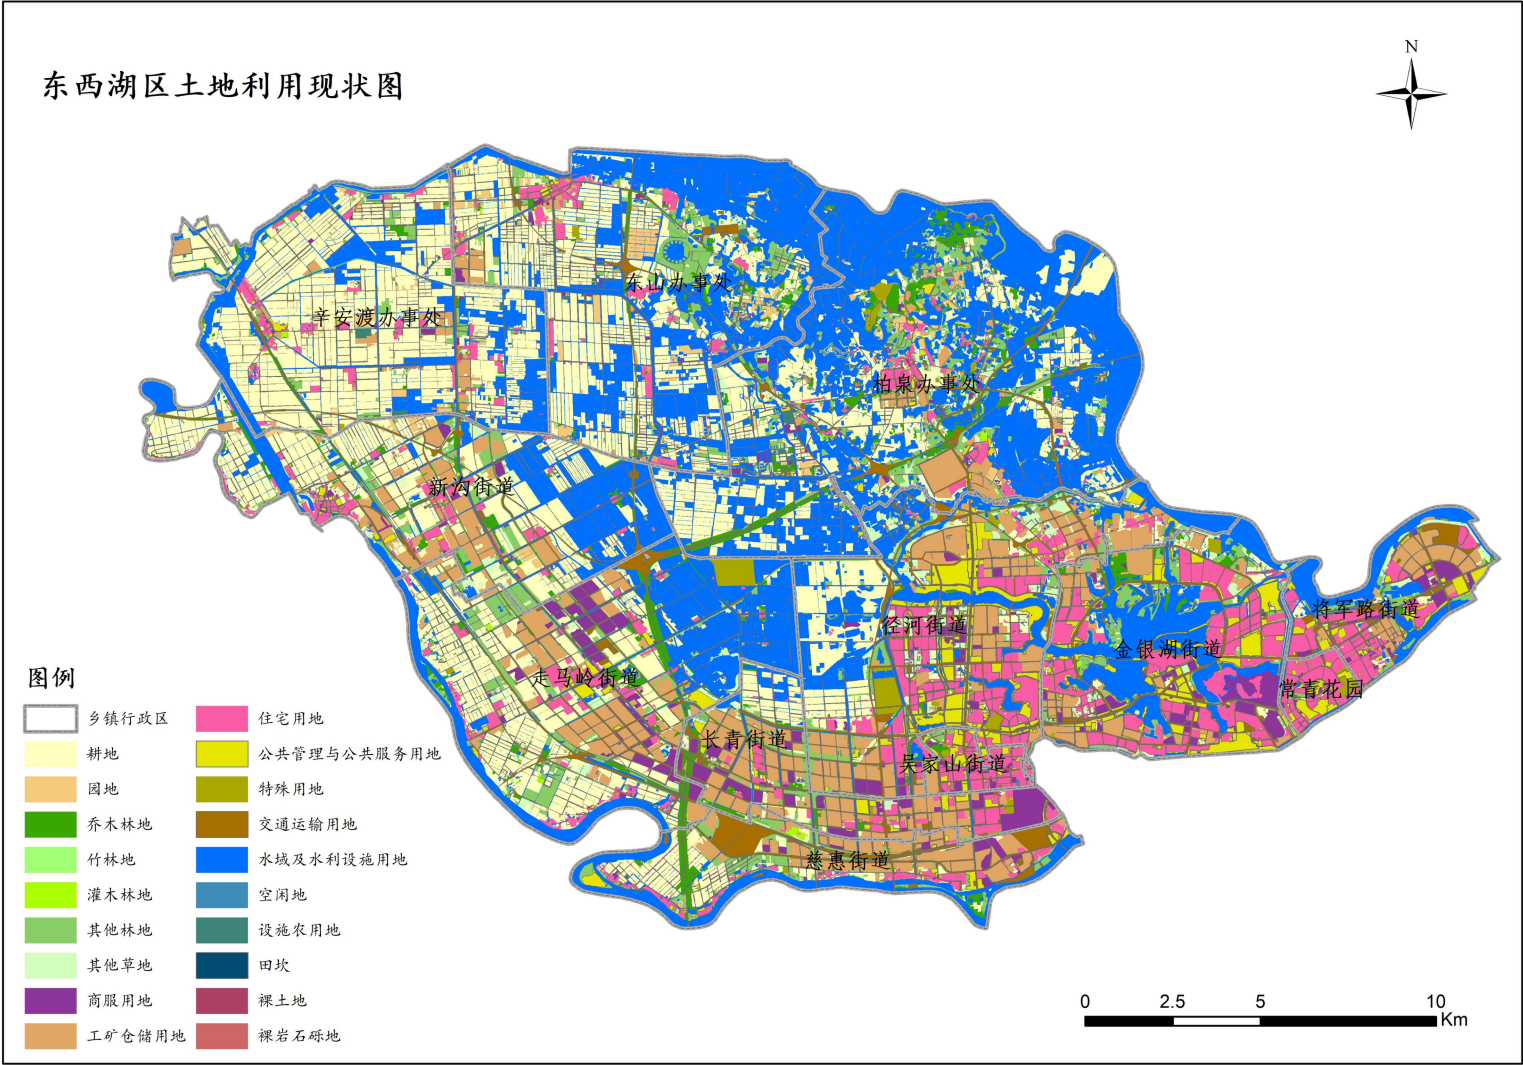 N
东西湖区土地利用现状图
东山办事处
辛安渡办事处
柏泉办事处
新沟街道
将军路街道
径河街道
金银湖街道
走马岭街道
常青花园
长青街道
吴家山街道
慈惠街道
图例
乡镇行政区
住宅用地
耕地
公共管理与公共服务用地
园地
特殊用地
乔木林地
交通运输用地
竹林地
水域及水利设施用地
灌木林地
空闲地
其他林地
设施农用地
其他草地
田坎
商服用地
裸土地
工矿仓储用地
裸岩石砾地
0 2.5 5 10
Km